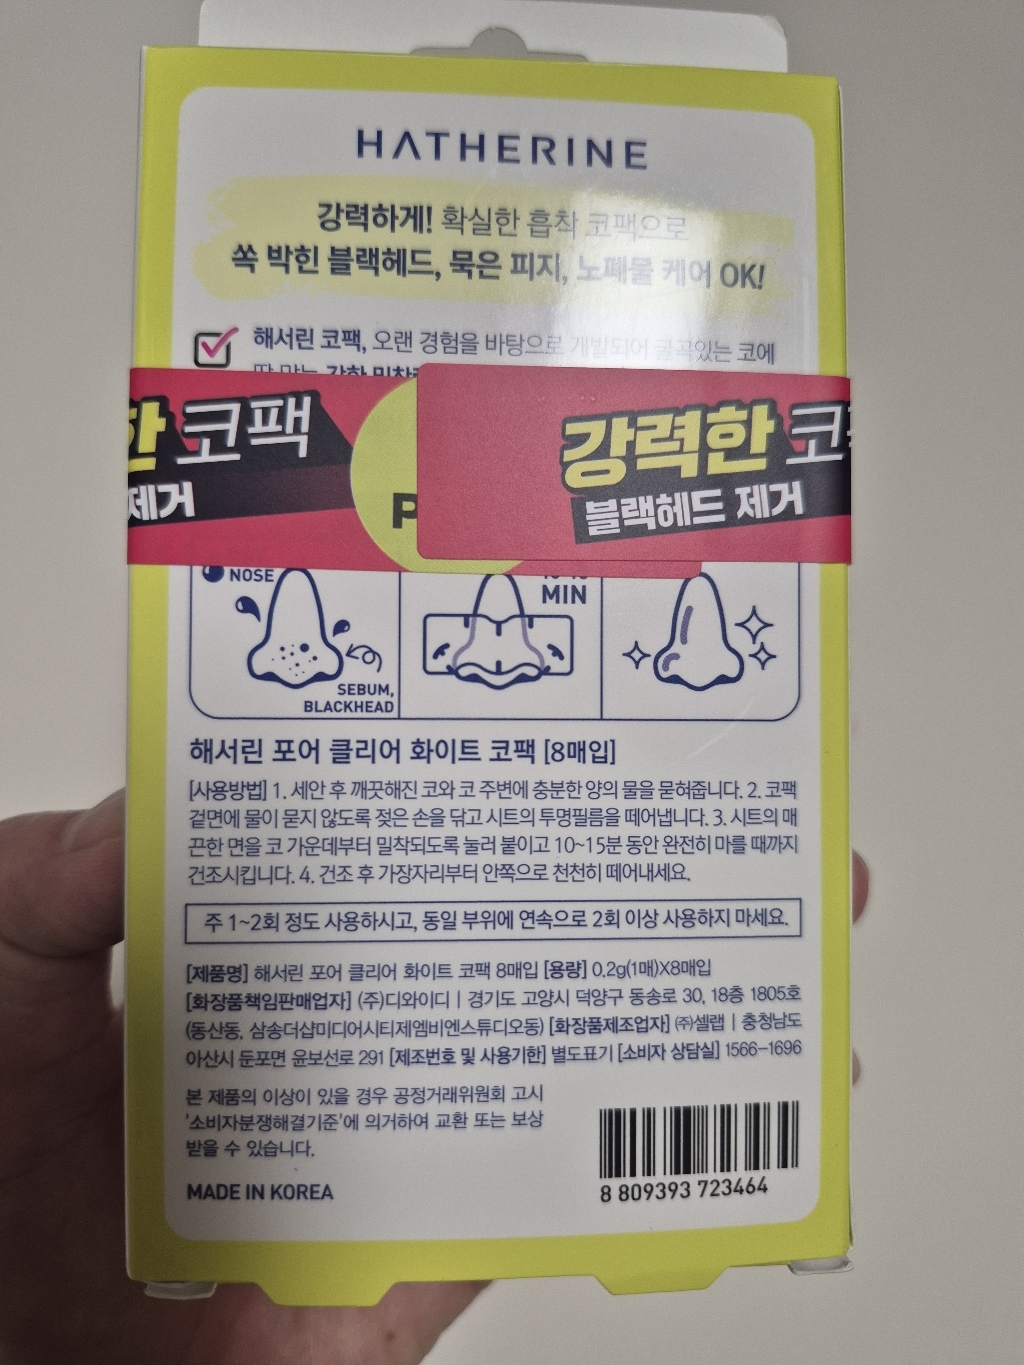 HATHERINE
강력하게! 확실한 흡착 코팩으로
쏙 박힌 블랙헤드, 묵은 피지, 노폐물 케어 OK!
해서린 코팩, 오랜 경험을 바탕으로 개발되어 굴곡있는 코에
한 코팩
제거
P
강력한 코
블랙헤드 제거
NOSE
MIN
SEBUM,
BLACKHEAD
해서린 포어 클리어 화이트 코팩 [8매입]
[사용방법] 1. 세안 후 깨끗해진 코와 코 주변에 충분한 양의 물을 묻혀줍니다. 2. 코팩
겉면에 물이 묻지 않도록 젖은 손을 닦고 시트의 투명필름을 떼어냅니다. 3. 시트의 매
끈한 면을 코 가운데부터 밀착되도록 눌러 붙이고 10~15분 동안 완전히 마를 때까지
건조시킵니다. 4. 건조 후 가장자리부터 안쪽으로 천천히 떼어내세요.
주 1~2회 정도 사용하시고, 동일 부위에 연속으로 2회 이상 사용하지 마세요.
[제품명] 해서린 포어 클리어 화이트 코팩 8매입 [용량] 0.2g(1매)X8매입
[화장품책임판매업자] (주)디와이디 | 경기도 고양시 덕양구 동송로 30, 18층 1805호
(동산동, 삼송더샵미디어시티제엠비엔스튜디오동) [화장품제조업자] ㈜셀랩 | 충청남도
아산시 둔포면 윤보선로 291 [제조번호 및 사용기한] 별도표기 [소비자 상담실] 1566-1696
본 제품의 이상이 있을 경우 공정거래위원회 고시
'소비자분쟁해결기준'에 의거하여 교환 또는 보상
받을 수 있습니다.
MADE IN KOREA
8 809393 723464